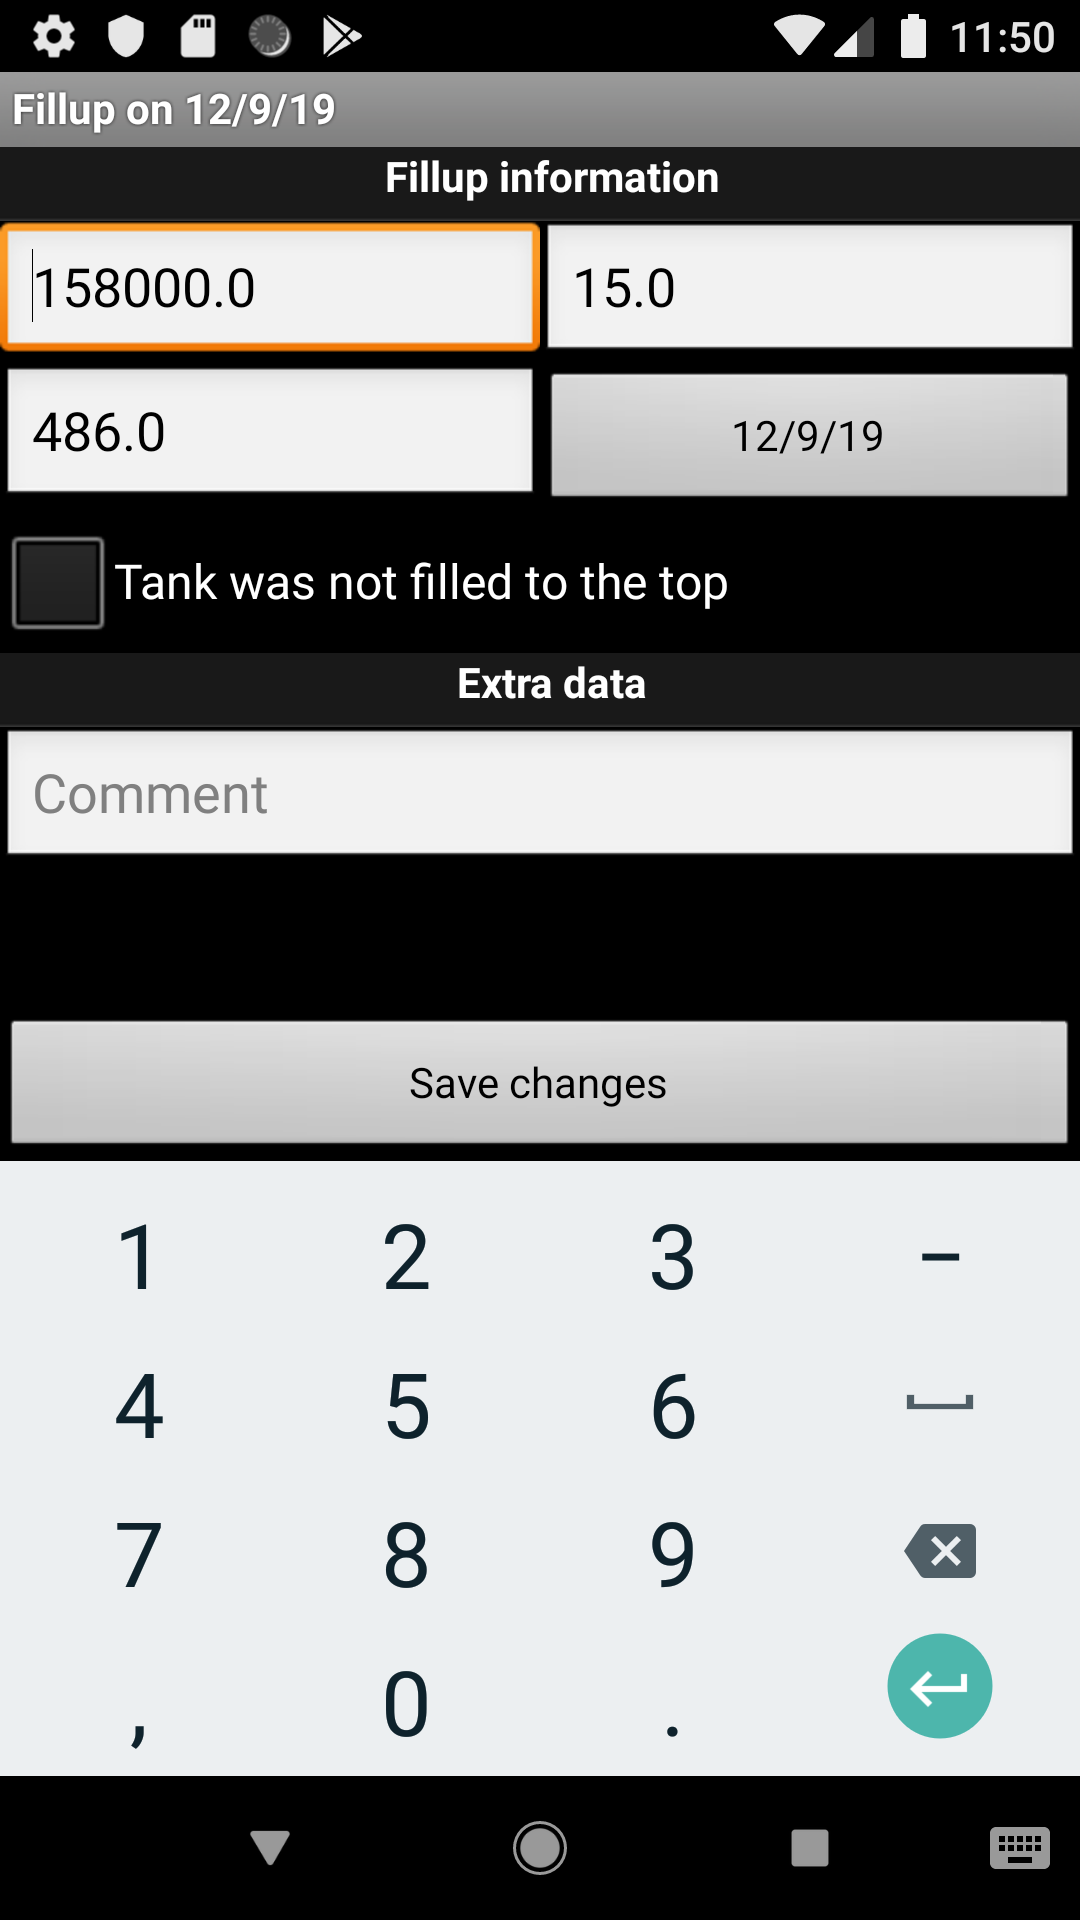 11:50
Fillup on 12/9/19
Fillup information
158000.0 15.0
486.0 12/9/19
Tank was not filled to the top
Extra data
Comment
Save changes
1 2 3 –
4 5 6
7 8 9
, 0 .